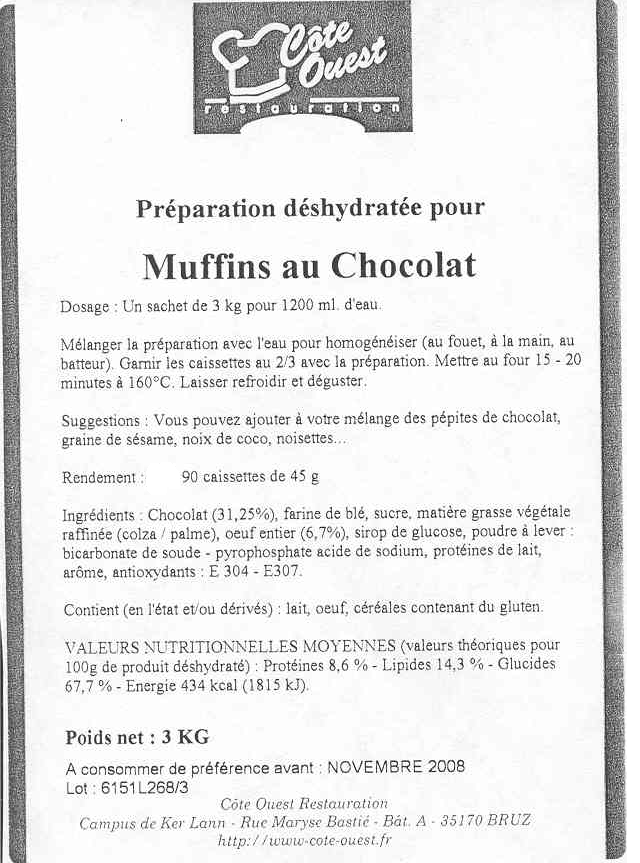 Côte
Ouest
restauration
Préparation déshydratée pour
Muffins au Chocolat
Dosage : Un sachet de 3 kg pour 1200 ml. d'eau.
Mélanger la préparation avec l'eau pour homogénéiser (au fouet, à la main, au
batteur). Garnir les caissettes au 2/3 avec la préparation. Mettre au four 15 - 20
minutes à 160°C. Laisser refroidir et déguster.
Suggestions : Vous pouvez ajouter à votre mélange des pépites de chocolat,
graine de sésame, noix de coco, noisettes...
Rendement : 90 caissettes de 45 g
Ingrédients : Chocolat (31,25%), farine de blé, sucre, matière grasse végétale
raffinée (colza / palme), oeuf entier (6,7%), sirop de glucose, poudre à lever :
bicarbonate de soude - pyrophosphate acide de sodium, protéines de lait,
arôme, antioxydants : E 304 - E307.
Contient (en l'état et/ou dérivés) : lait, oeuf, céréales contenant du gluten.
VALEURS NUTRITIONNELLES MOYENNES (valeurs théoriques pour
100g de produit déshydraté) : Protéines 8,6 % - Lipides 14,3 % - Glucides
67,7 % - Energie 434 kcal (1815 kJ).
Poids net : 3 KG
A consommer de préférence avant : NOVEMBRE 2008
Lot : 6151L268/3
Côte Ouest Restauration
Campus de Ker Lann - Rue Maryse Bastié - Bât. A - 35170 BRUZ
http://www-cote-ouest.fr